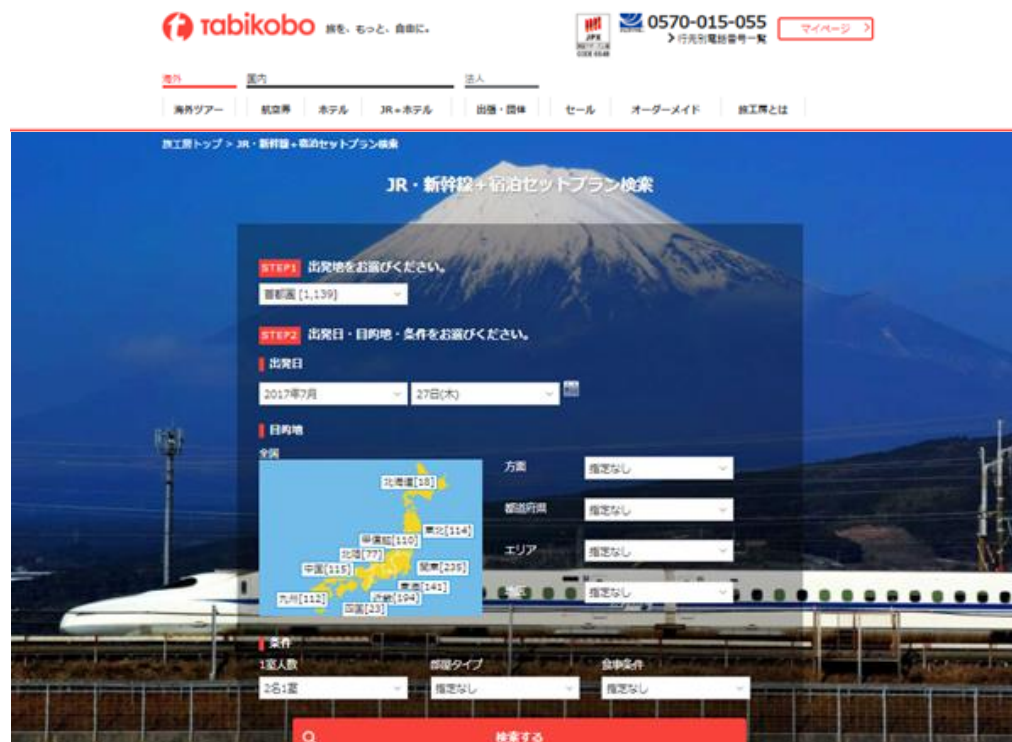 Tabikobo 旅を、もっと、自由に。
JPX
0570-015-055
行先別電話番号一覧
マイページ
海外
国内
法人
海外ツアー
航空券
ホテル
JR+ホテル
出張・団体
セール
オーダーメイド
旅工房とは
旅工房トップ > JR・新幹線+宿泊セットプラン検索
JR・新幹線+宿泊セットプラン検索
STEP1 出発地をお選びください。
首都圏 [1,139]
STEP2 出発日・目的地・条件をお選びください。
出発日
2017年7月
27日(木)
目的地
全国
北海道[18]
東北[114]
甲信越[110]
北陸[77]
関東[235]
中国[115]
東海[141]
九州[112]
近畿[194]
四国[23]
方面
指定なし
都道府県
指定なし
エリア
指定なし
地区
指定なし
条件
1室人数
部屋タイプ
食事条件
2名1室
指定なし
指定なし
検索する